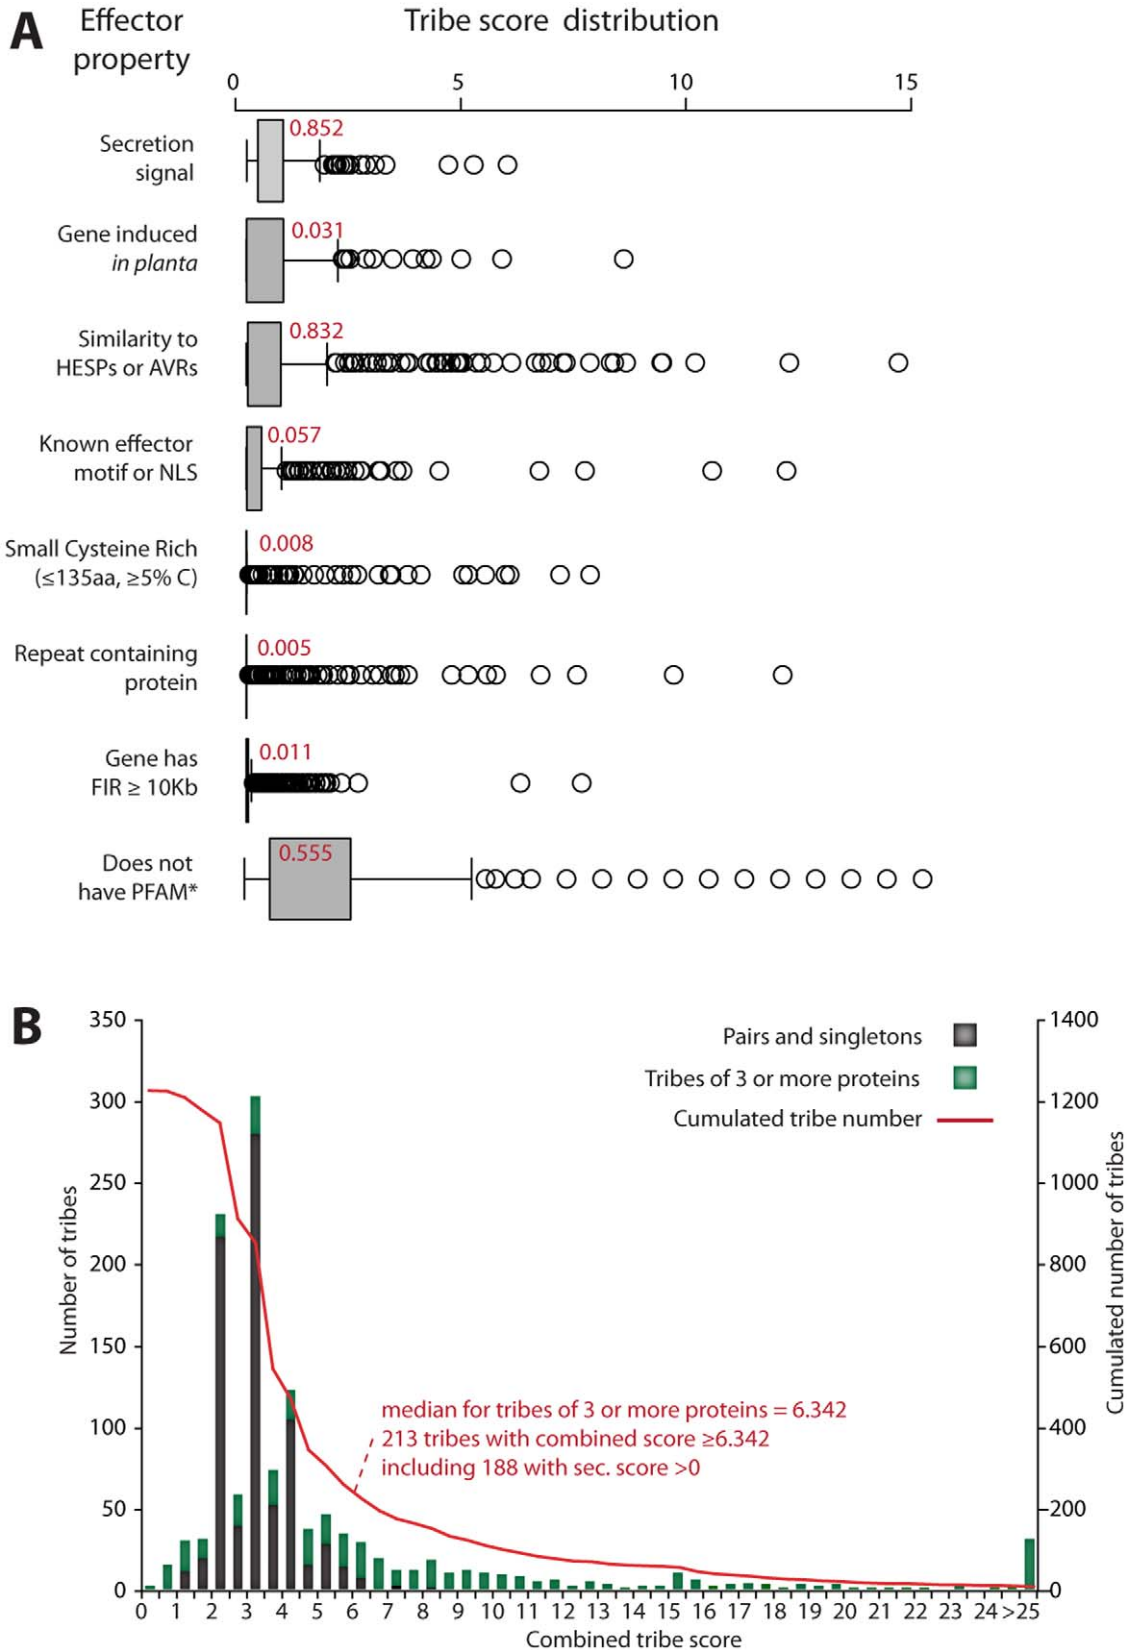 A
Effector property
Tribe score distribution
0 5 10 15
Secretion signal
0.852
Gene induced in planta
0.031
Similarity to HESPs or AVRs
0.832
Known effector motif or NLS
0.057
Small Cysteine Rich (≤135aa, ≥5% C)
0.008
Repeat containing protein
0.005
Gene has FIR ≥ 10Kb
0.011
Does not have PFAM*
0.555
B
Number of tribes
350
300
250
200
150
100
50
0
Pairs and singletons
Tribes of 3 or more proteins
Cumulated tribe number
median for tribes of 3 or more proteins = 6.342
213 tribes with combined score ≥6.342
including 188 with sec. score >0
1400
1200
1000
800
600
400
200
0
Cumulated number of tribes
0 1 2 3 4 5 6 7 8 9 10 11 12 13 14 15 16 17 18 19 20 21 22 23 24 >25
Combined tribe score